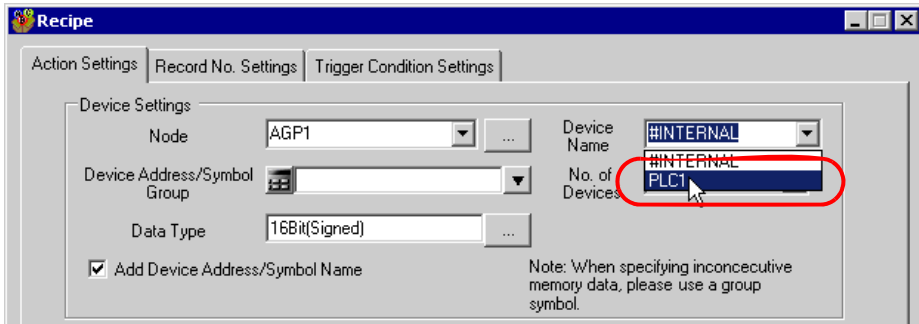 Recipe
Action Settings Record No. Settings Trigger Condition Settings
Device Settings
Node AGP1 ... Device Name #INTERNAL
#INTERNAL
Device Address/Symbol Group No. of Devices PLC1
Data Type 16Bit(Signed) ...
Add Device Address/Symbol Name
Note: When specifying inconcecutive
memory data, please use a group
symbol.